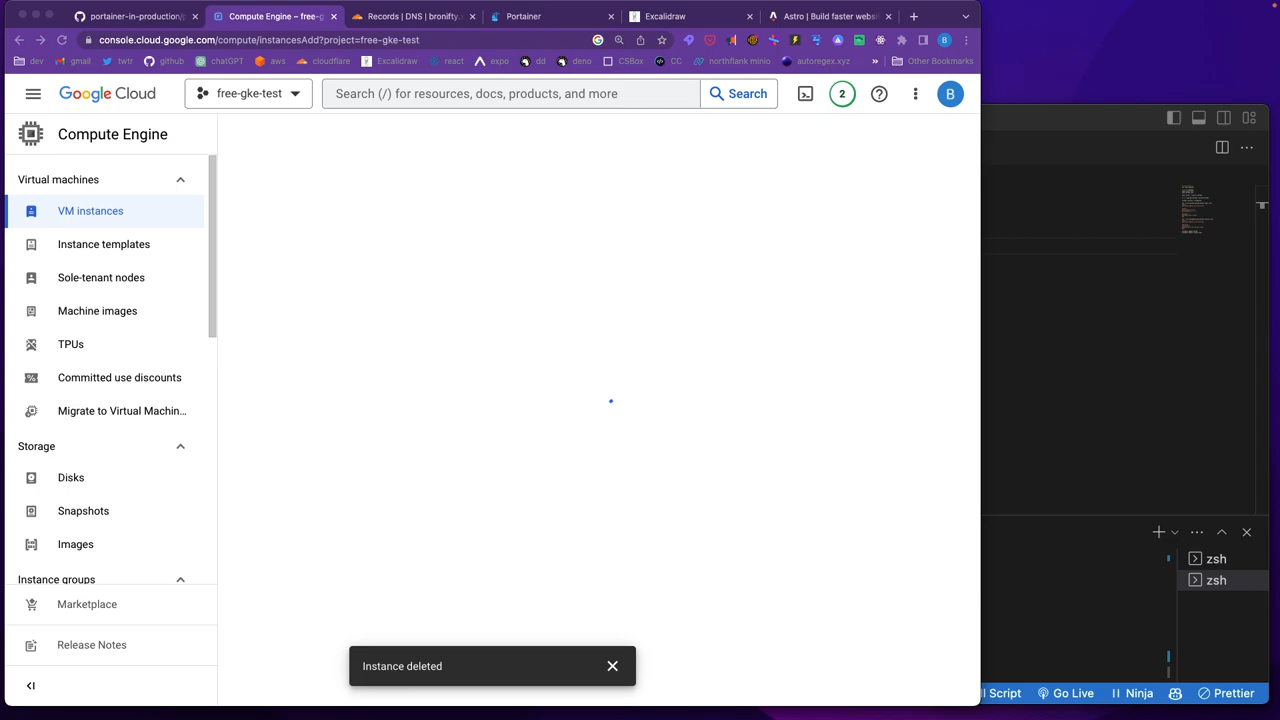 portainer-in-production/p
Compute Engine – free-g
Records | DNS | bronifty.
Portainer
Excalidraw
Astro | Build faster websit
console.cloud.google.com/compute/instancesAdd?project=free-gke-test
B
dev
gmail
twtr
github
chatGPT
aws
cloudflare
Excalidraw
react
expo
dd
deno
CSBox
CC
northflank minio
autoregex.xyz
»
Other Bookmarks
Google Cloud
free-gke-test
Search (/) for resources, docs, products, and more
Search
2
B
Compute Engine
Virtual machines
VM instances
Instance templates
Sole-tenant nodes
Machine images
TPUs
Committed use discounts
Migrate to Virtual Machin...
Storage
Disks
Snapshots
Images
Instance groups
Marketplace
Release Notes
Instance deleted
zsh
zsh
Script
Go Live
Ninja
Prettier